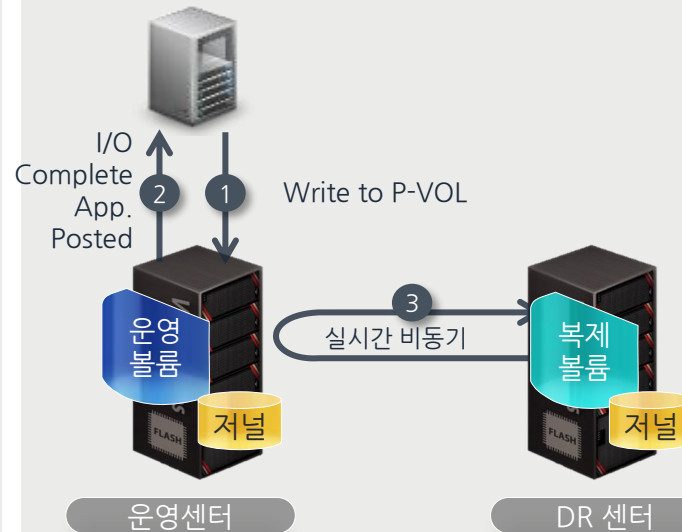 I/O
Complete
App.
Posted
2
1
Write to P-VOL
3
실시간 비동기
운영
볼륨
복제
볼륨
저널
저널
FLASH
FLASH
운영센터
DR 센터